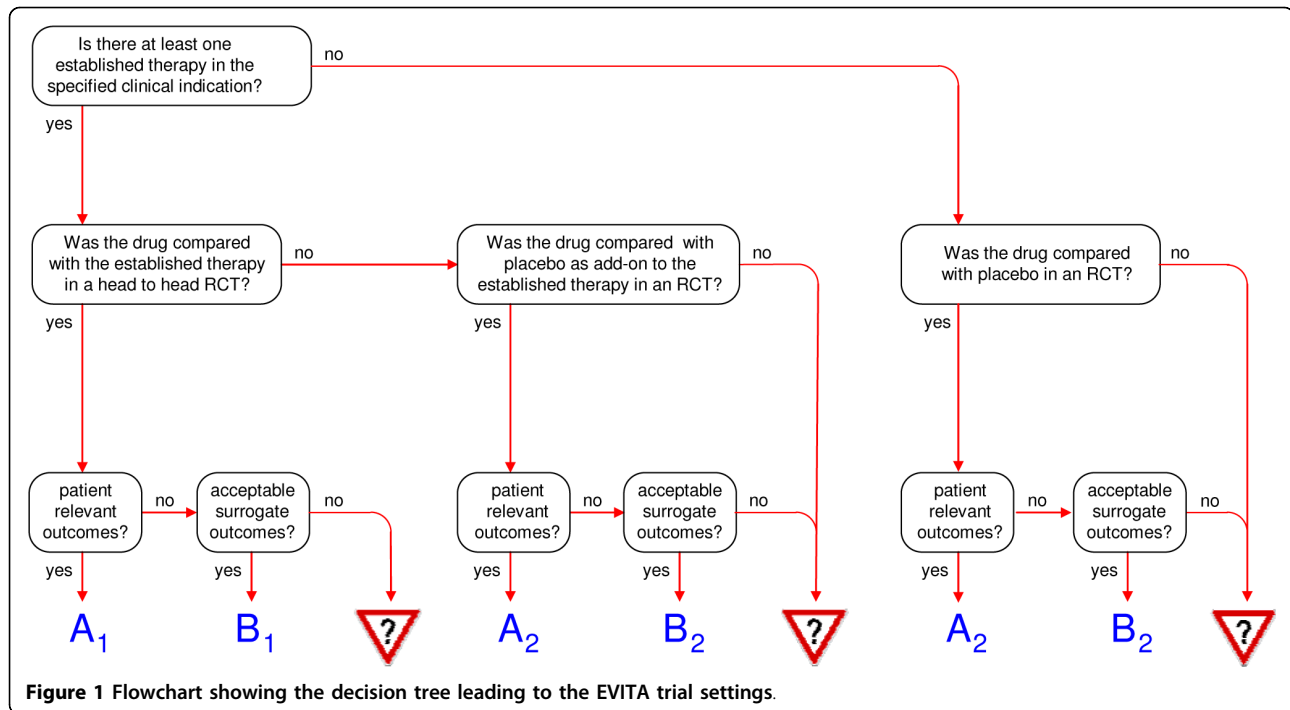 Is there at least one
established therapy in the
specified clinical indication?
no
yes
Was the drug compared
with the established therapy
in a head to head RCT?
no
yes
Was the drug compared with
placebo as add-on to the
established therapy in an RCT?
no
yes
Was the drug compared
with placebo in an RCT?
no
yes
patient
relevant
outcomes?
no
yes
acceptable
surrogate
outcomes?
no
yes
patient
relevant
outcomes?
no
yes
acceptable
surrogate
outcomes?
no
yes
patient
relevant
outcomes?
no
yes
acceptable
surrogate
outcomes?
no
yes
A1
B1
?
A2
B2
?
A2
B2
?
Figure 1 Flowchart showing the decision tree leading to the EVITA trial settings.